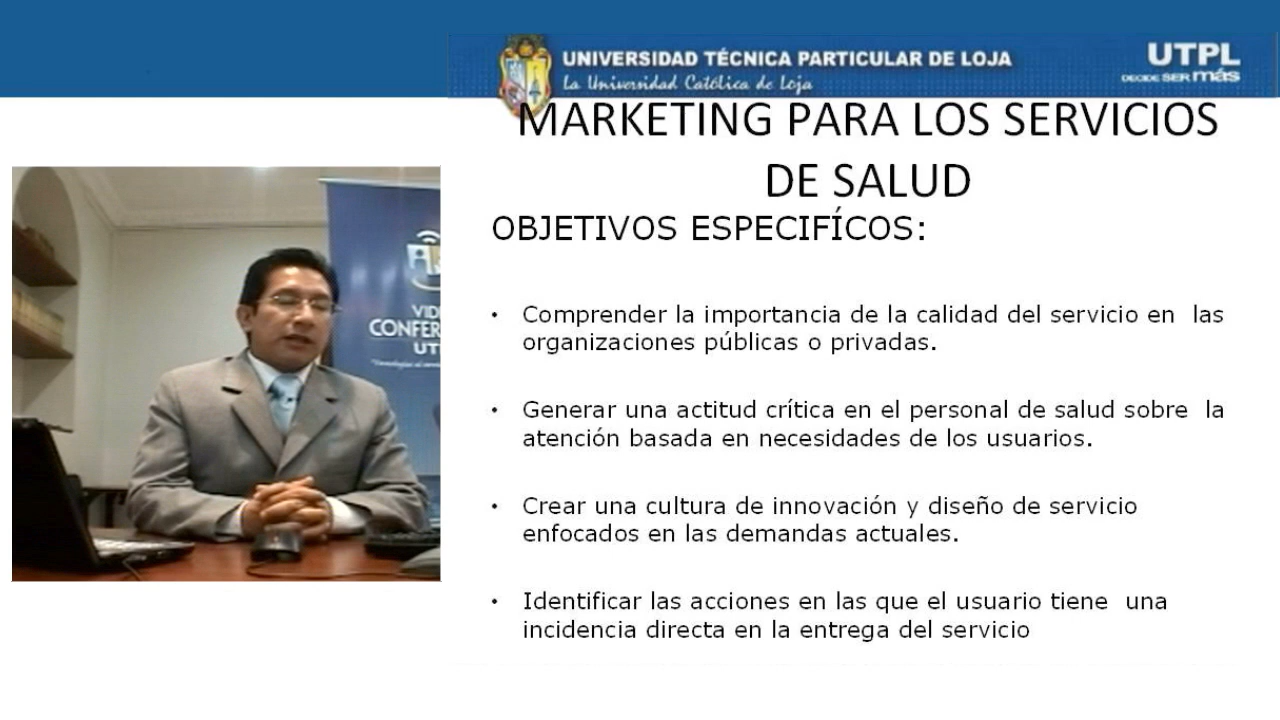 UNIVERSIDAD TÉCNICA PARTICULAR DE LOJA
La Universidad Católica de Loja
UTPL
DECIDE SER más
MARKETING PARA LOS SERVICIOS
DE SALUD
OBJETIVOS ESPECIFÍCOS:
• Comprender la importancia de la calidad del servicio en las
organizaciones públicas o privadas.
• Generar una actitud crítica en el personal de salud sobre la
atención basada en necesidades de los usuarios.
• Crear una cultura de innovación y diseño de servicio
enfocados en las demandas actuales.
• Identificar las acciones en las que el usuario tiene una
incidencia directa en la entrega del servicio
VID
CONFER
UT